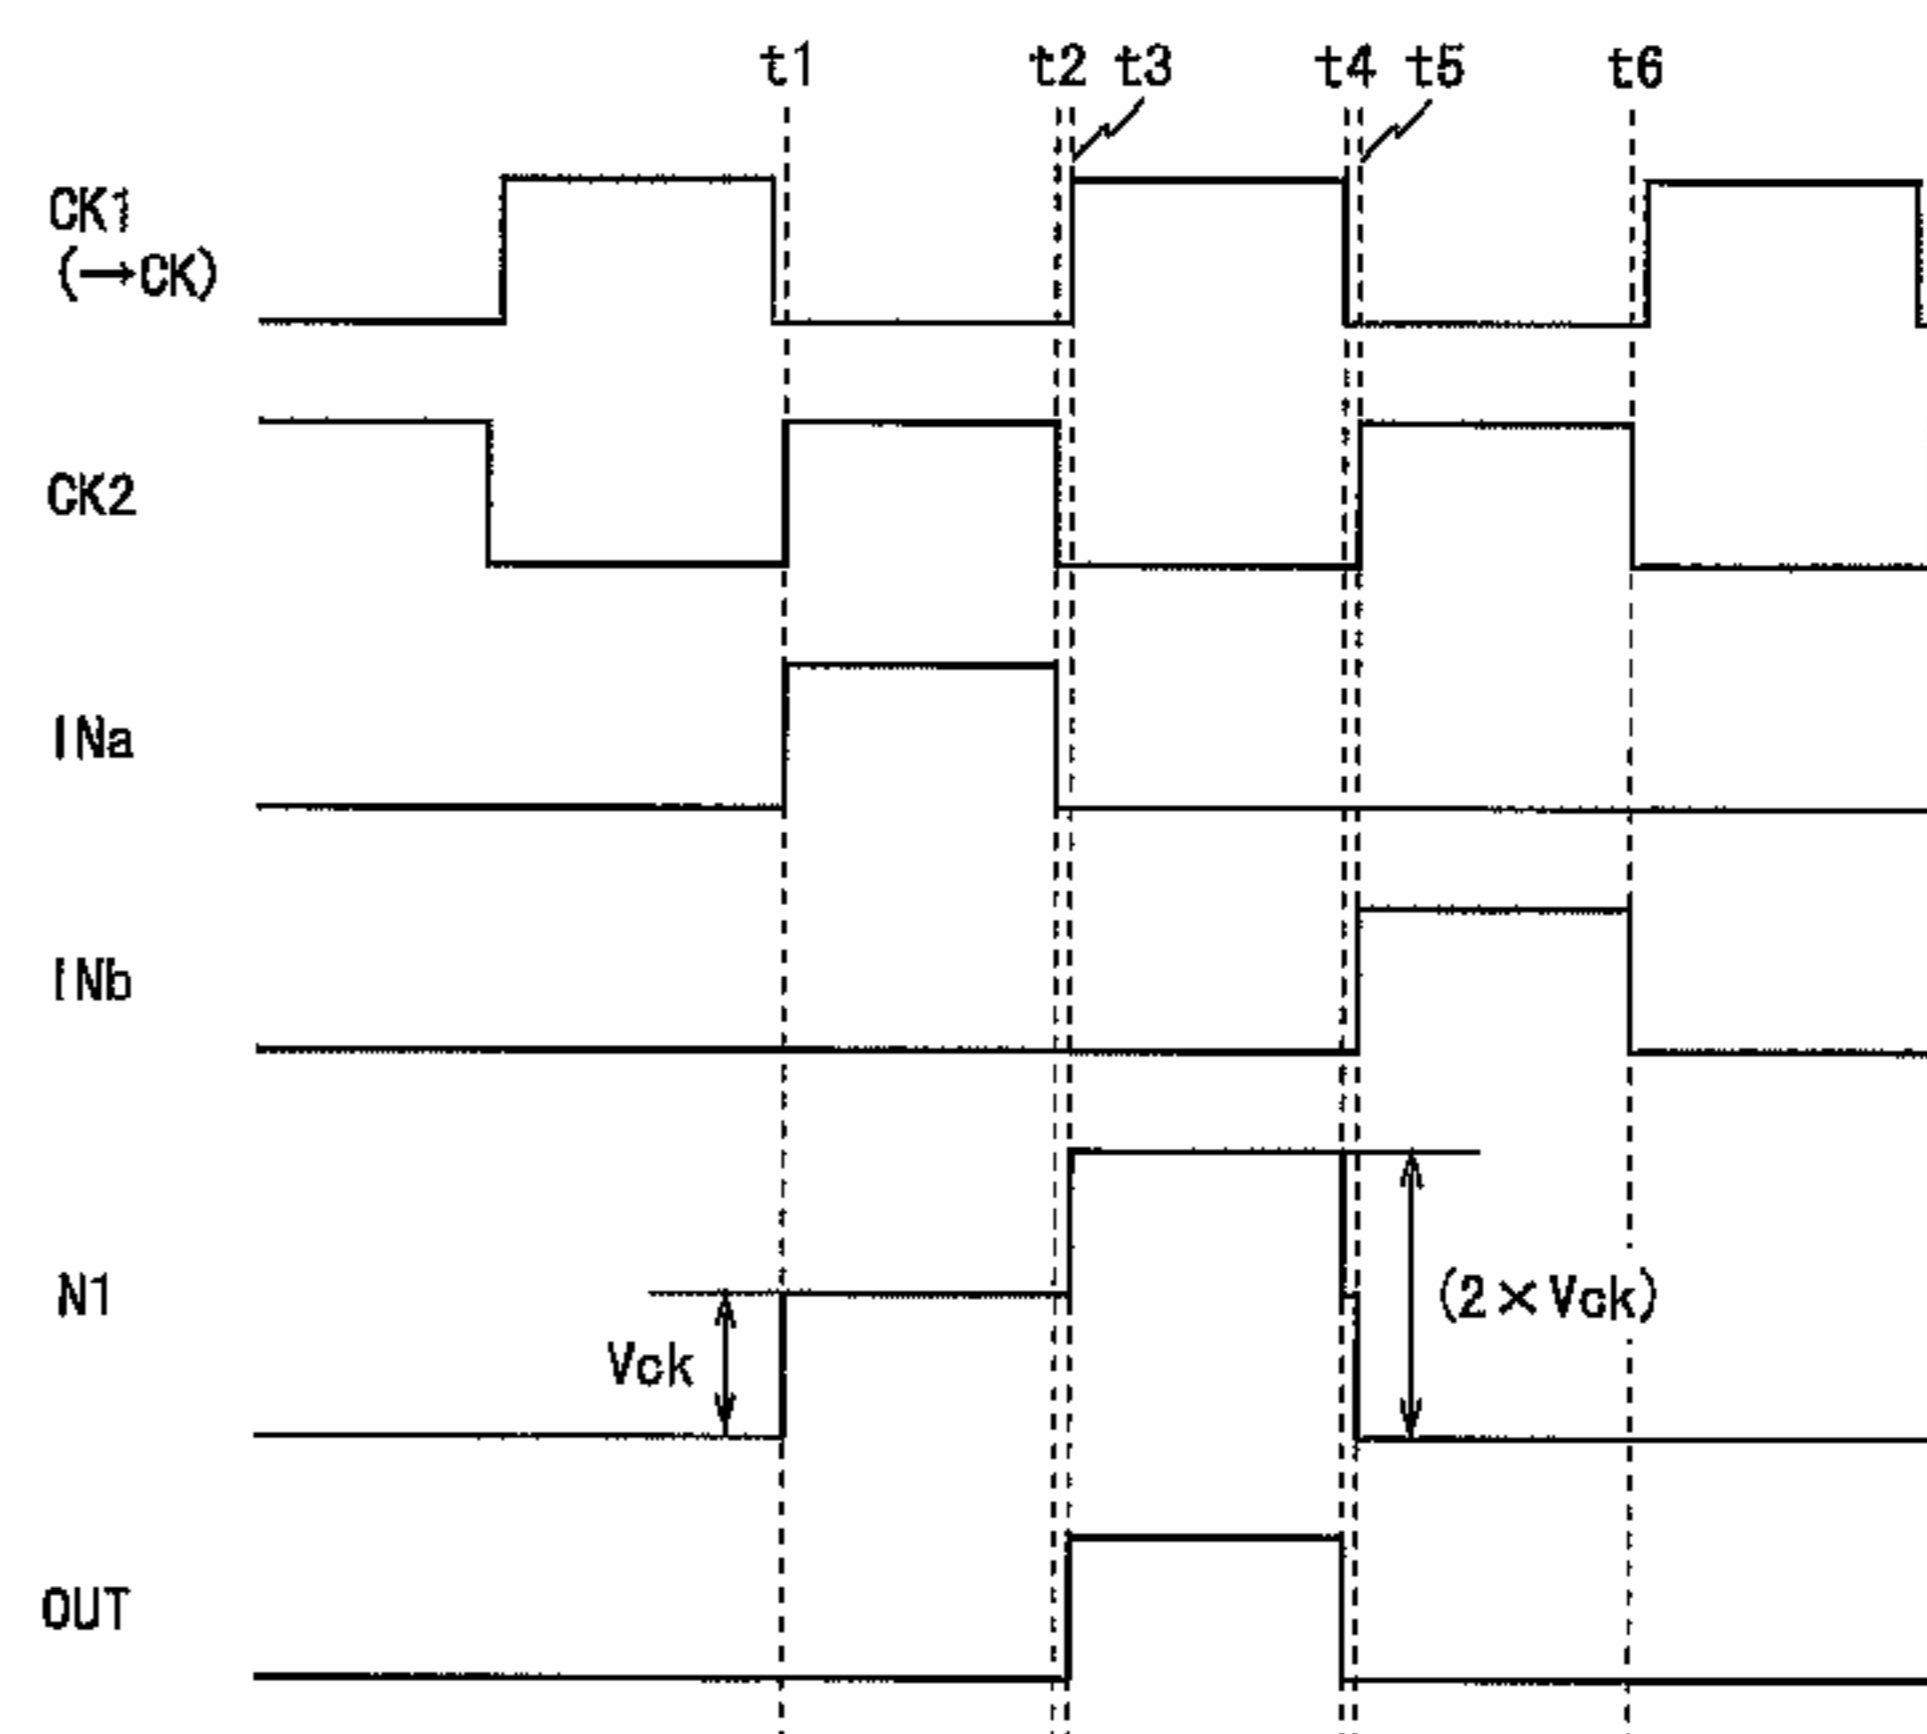 t1 t2 t3 t4 t5 t6
CK1
(→CK)
CK2
INa
INb
N1
Vck
(2×Vck)
OUT